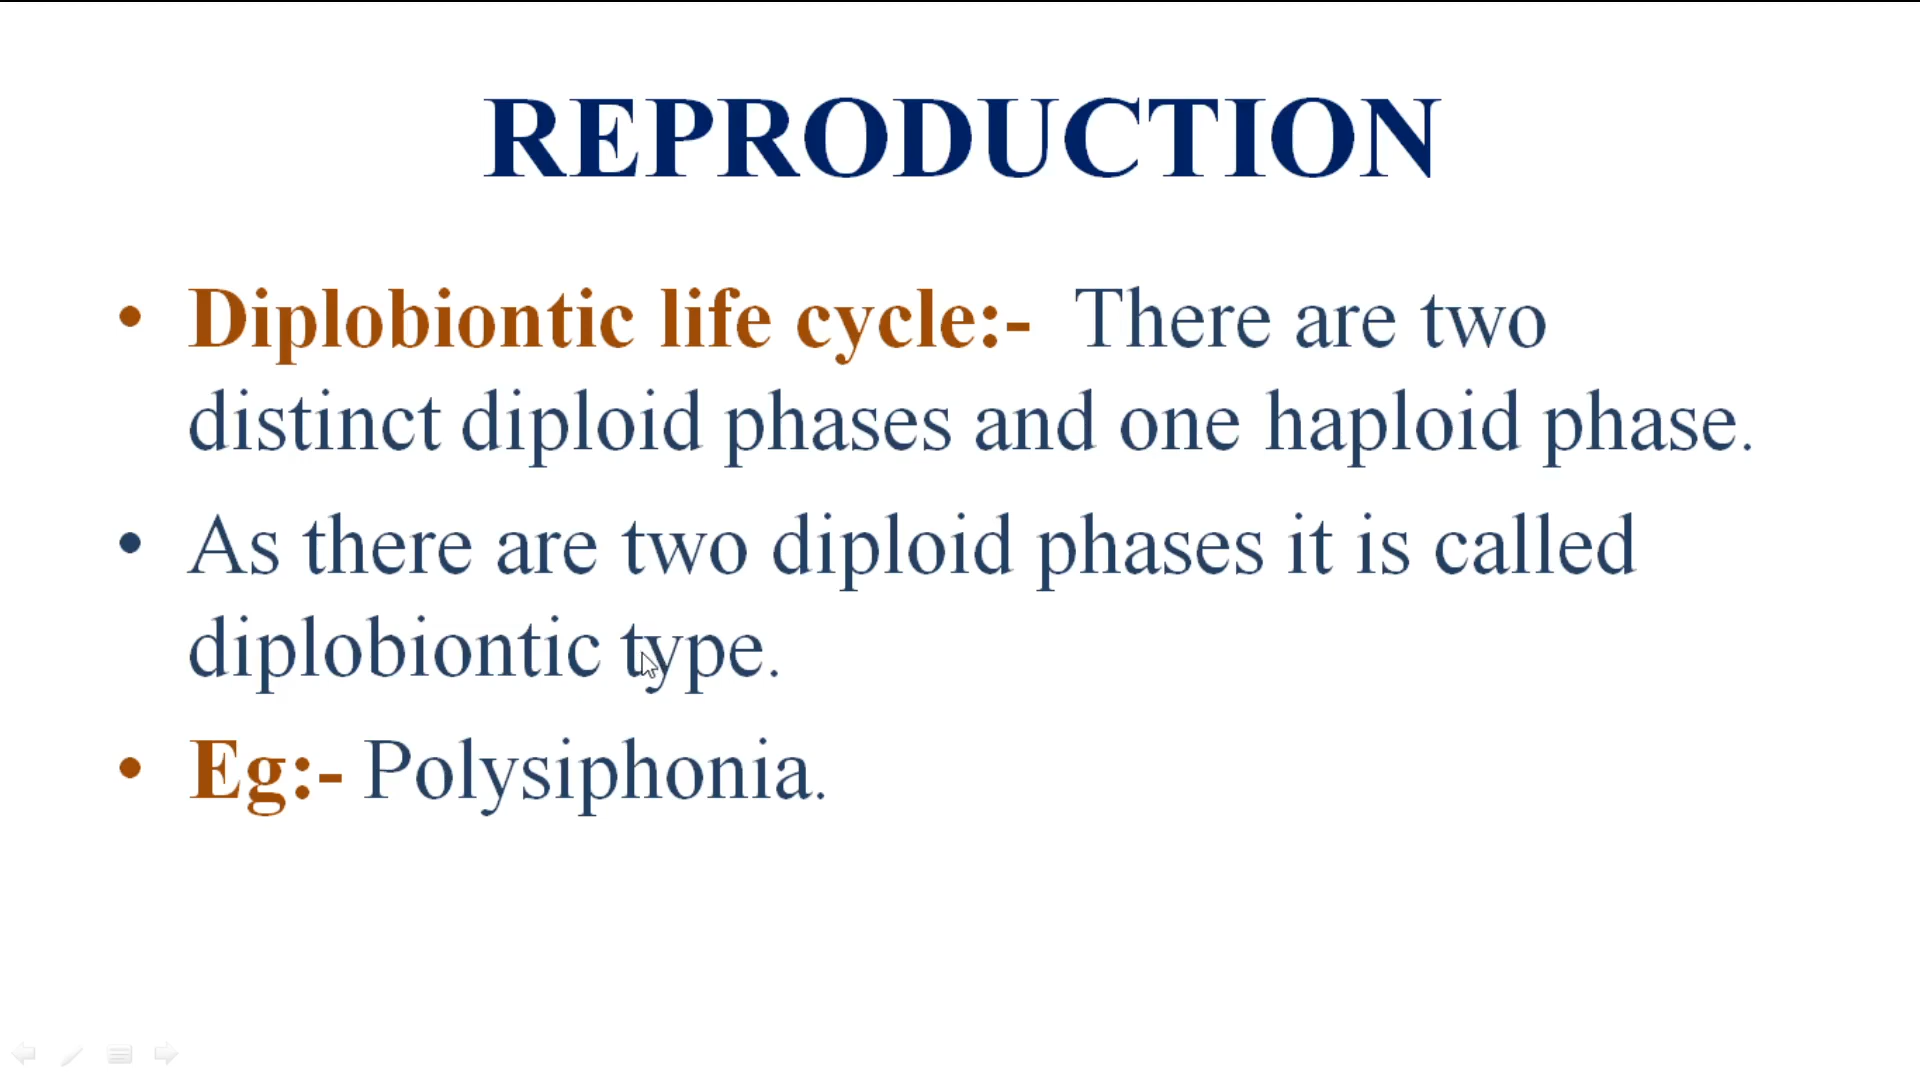 REPRODUCTION
• Diplobiontic life cycle:- There are two
distinct diploid phases and one haploid phase.
• As there are two diploid phases it is called
diplobiontic type.
• Eg:- Polysiphonia.